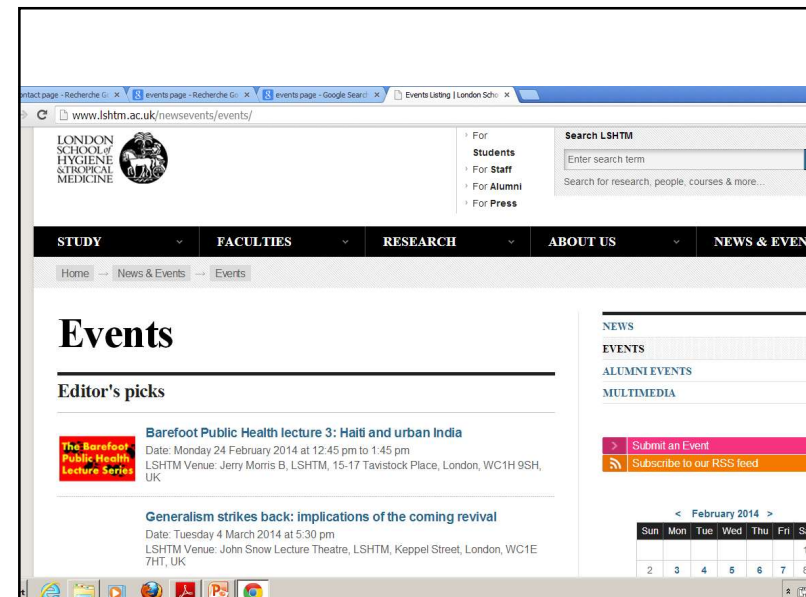 ontact page - Recherche Go
events page - Recherche Go
events page - Google Search
Events Listing | London Scho
www.lshtm.ac.uk/newsevents/events/
LONDON
SCHOOL of
HYGIENE
&TROPICAL
MEDICINE
For
Students
For Staff
For Alumni
For Press
Search LSHTM
Enter search term
Search for research, people, courses & more...
STUDY
FACULTIES
RESEARCH
ABOUT US
NEWS & EVEN
Home → News & Events → Events
Events
Editor's picks
The Barefoot
Public Health
Lecture Series
Barefoot Public Health lecture 3: Haiti and urban India
Date: Monday 24 February 2014 at 12:45 pm to 1:45 pm
LSHTM Venue: Jerry Morris B, LSHTM, 15-17 Tavistock Place, London, WC1H 9SH,
UK
Generalism strikes back: implications of the coming revival
Date: Tuesday 4 March 2014 at 5:30 pm
LSHTM Venue: John Snow Lecture Theatre, LSHTM, Keppel Street, London, WC1E
7HT, UK
NEWS
EVENTS
ALUMNI EVENTS
MULTIMEDIA
Submit an Event
Subscribe to our RSS feed
< February 2014 >
Sun Mon Tue Wed Thu Fri Sa
1
2 3 4 5 6 7 8